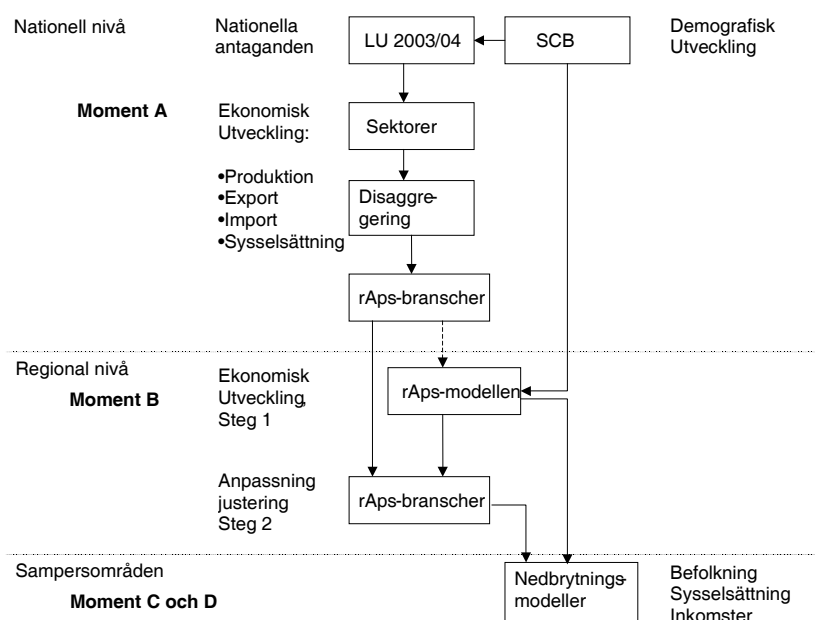 Nationell nivå
Nationella
antaganden
LU 2003/04
SCB
Demografisk
Utveckling
Moment A
Ekonomisk
Utveckling:
Sektorer
•Produktion
•Export
•Import
•Sysselsättning
Disaggre-
gering
rAps-branscher
Regional nivå
Moment B
Ekonomisk
Utveckling,
Steg 1
rAps-modellen
Anpassning
justering
Steg 2
rAps-branscher
Sampersområden
Moment C och D
Nedbrytnings-
modeller
Befolkning
Sysselsättning
Inkomster